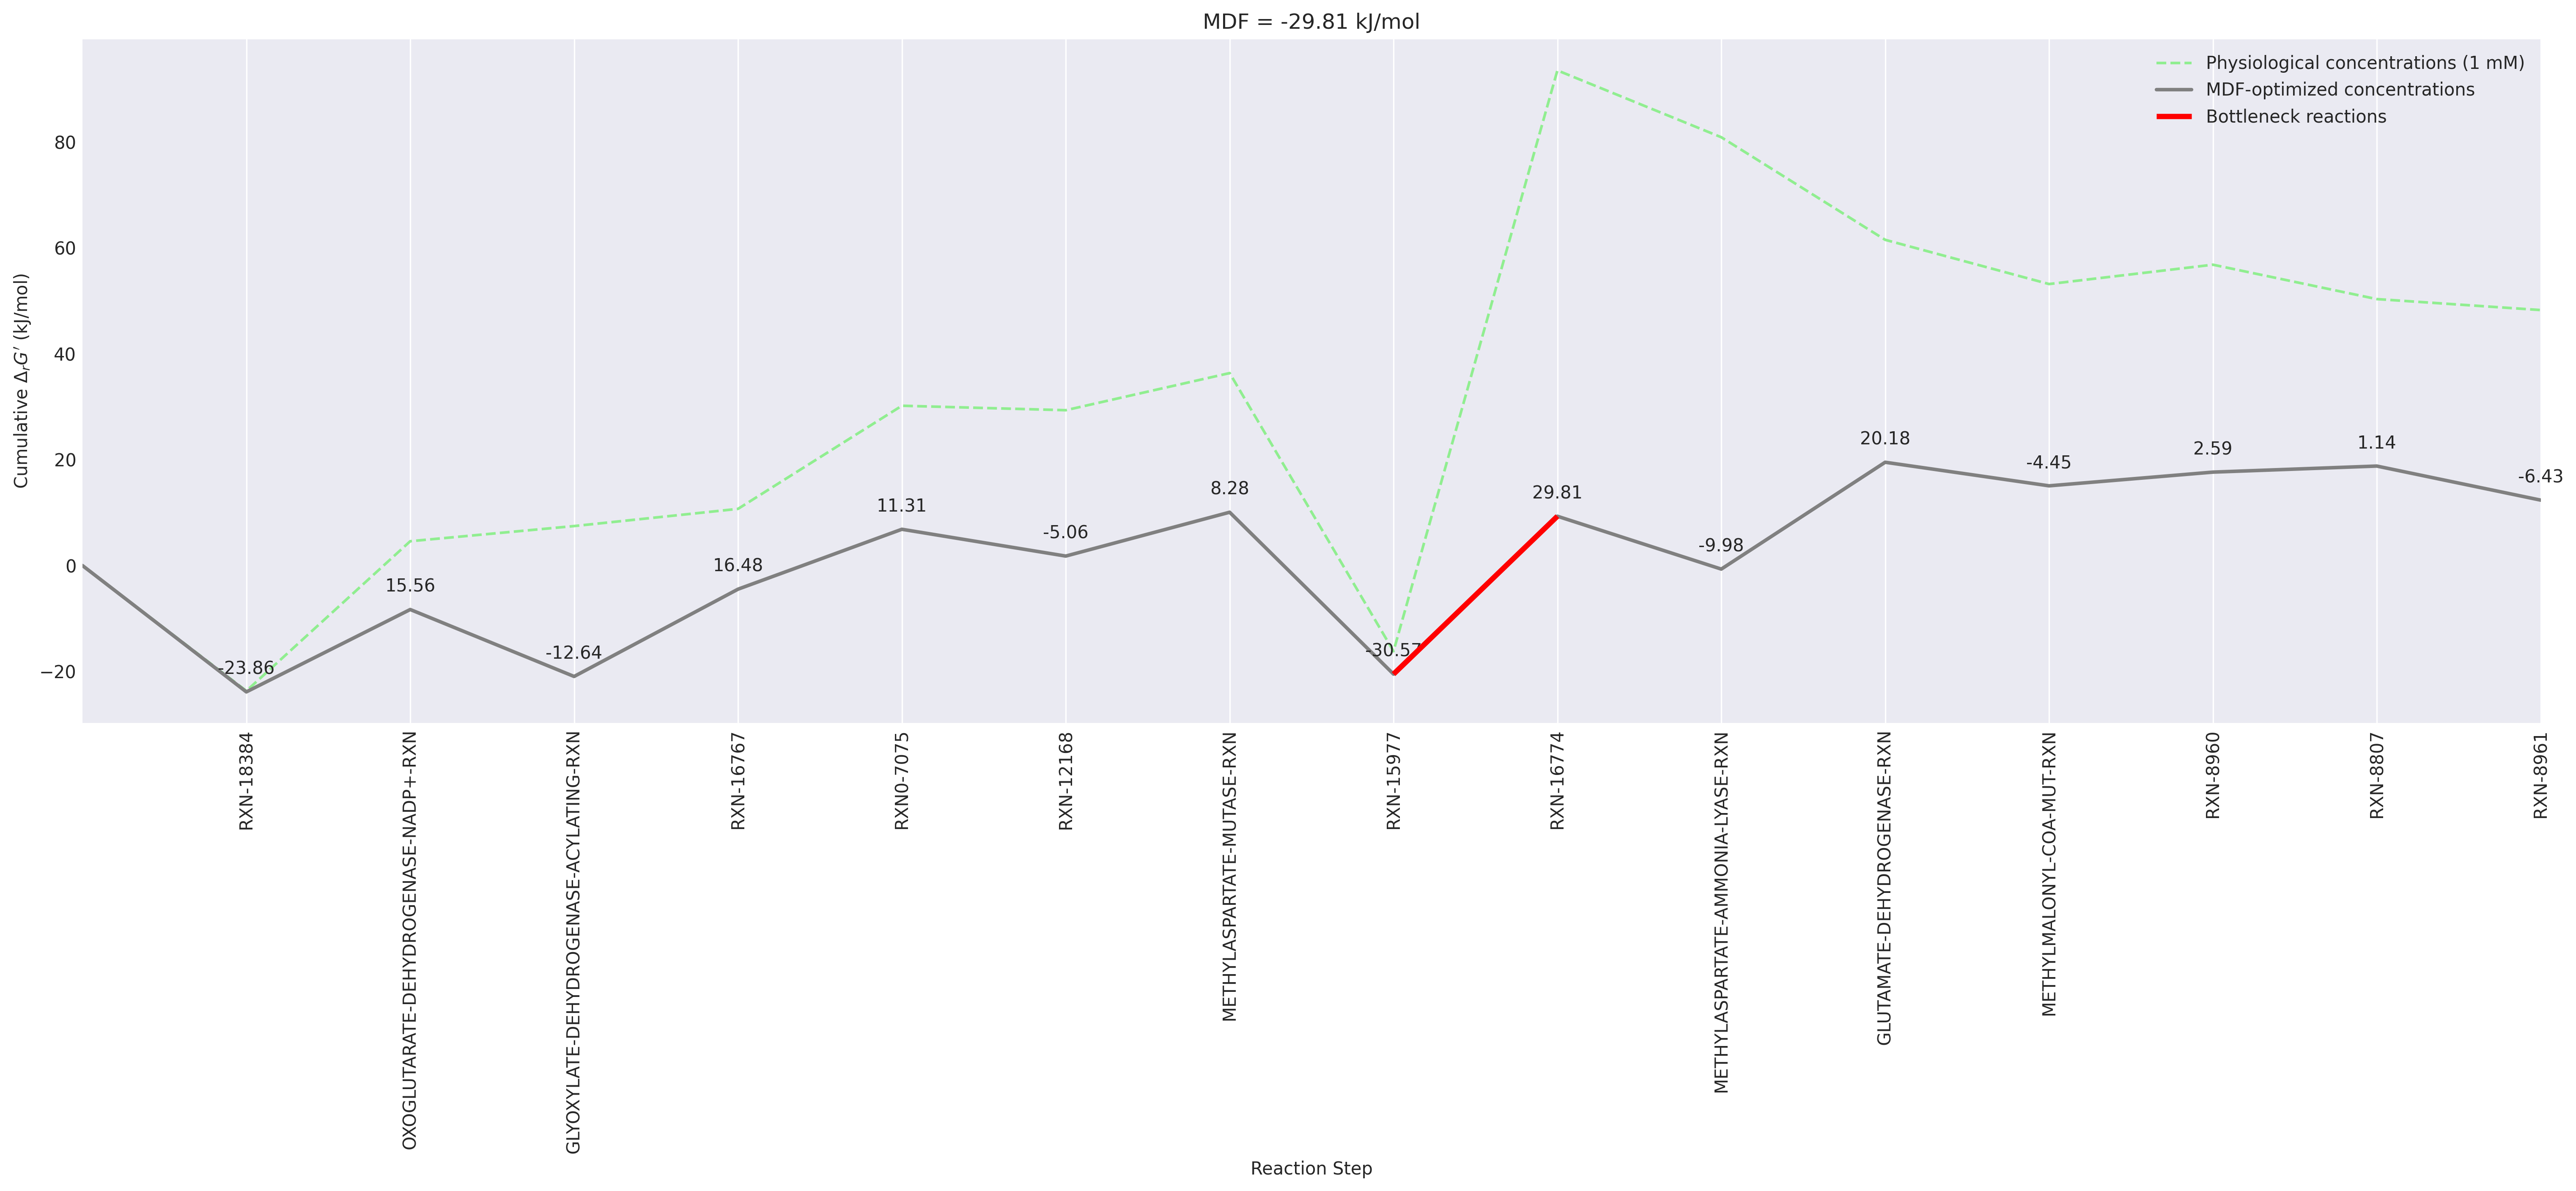 MDF = -29.81 kJ/mol
Physiological concentrations (1 mM)
MDF-optimized concentrations
Bottleneck reactions
Cumulative ΔrG′ (kJ/mol)
80
60
40
20
0
−20
-23.86
15.56
-12.64
16.48
11.31
-5.06
8.28
-30.57
29.81
-9.98
20.18
-4.45
2.59
1.14
-6.43
RXN-18384
OXOGLUTARATE-DEHYDROGENASE-NADP+-RXN
GLYOXYLATE-DEHYDROGENASE-ACYLATING-RXN
RXN-16767
RXN0-7075
RXN-12168
METHYLASPARTATE-MUTASE-RXN
RXN-15977
RXN-16774
METHYLASPARTATE-AMMONIA-LYASE-RXN
GLUTAMATE-DEHYDROGENASE-RXN
METHYLMALONYL-COA-MUT-RXN
RXN-8960
RXN-8807
RXN-8961
Reaction Step